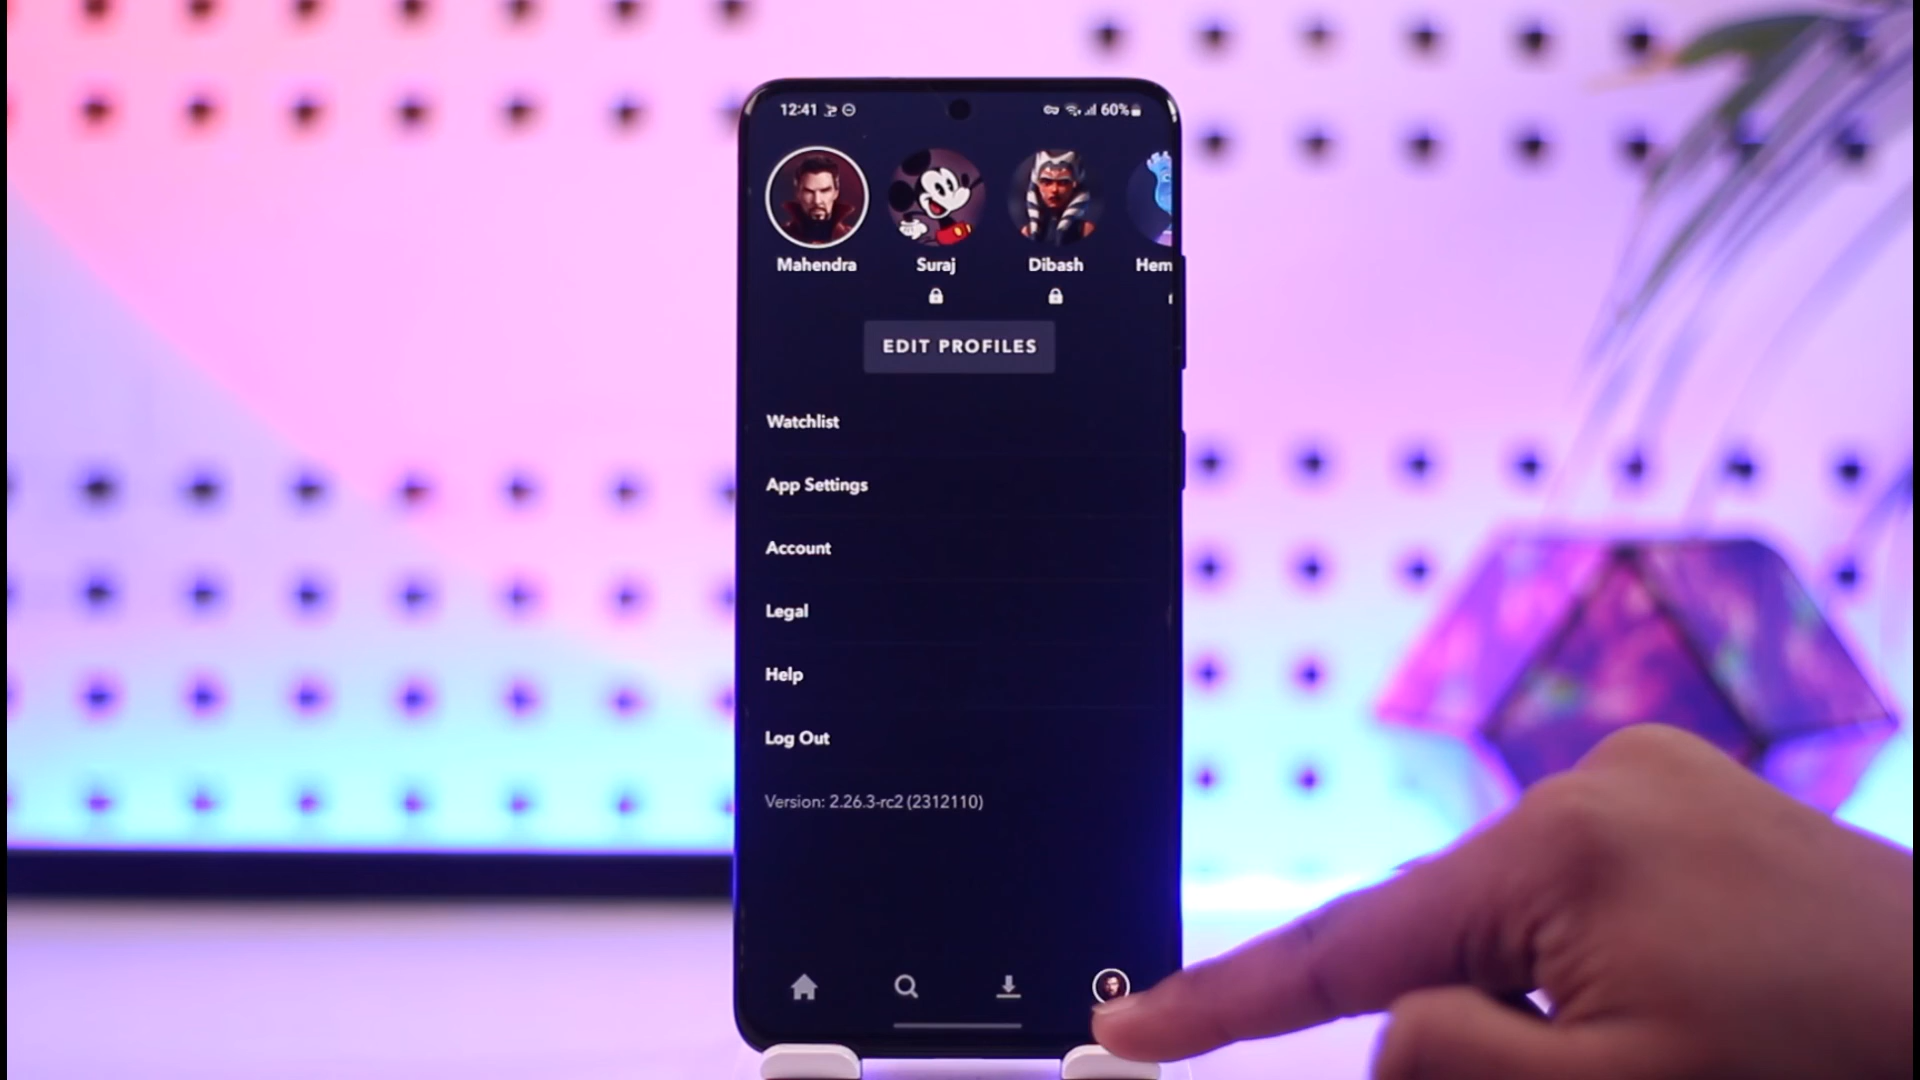 12:41 60%
Mahendra Suraj Dibash Hem
EDIT PROFILES
Watchlist
App Settings
Account
Legal
Help
Log Out
Version: 2.26.3-rc2 (2312110)